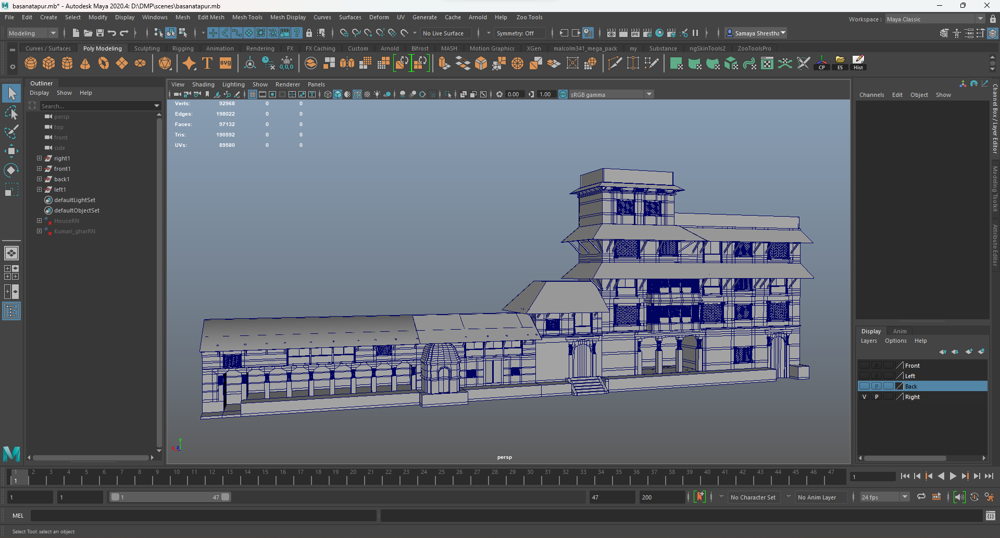 basanatapur.mb* - Autodesk Maya 2020.4: D:\DMP\scenes\basanatapur.mb
File Edit Create Select Modify Display Windows Mesh Edit Mesh Mesh Tools Mesh Display Curves Surfaces Deform UV Generate Cache Arnold Help Zoo Tools
Workspace : Maya Classic
Modeling No Live Surface Symmetry: Off Samaya Shrestha
Curves / Surfaces Poly Modeling Sculpting Rigging Animation Rendering FX FX Caching Custom Arnold Bifrost MASH Motion Graphics XGen malcolm341_mega_pack my Substance ngSkinTools2 ZooToolsPro
T svg 0,0,0 CP ES Hist
Outliner
Display Show Help
Search...
persp
top
front
side
right1
front1
back1
left1
defaultLightSet
defaultObjectSet
HouseRN
Kumari_gharRN
View Shading Lighting Show Renderer Panels
0.00 1.00 ON sRGB gamma
Verts: 92968 0 0
Edges: 198022 0 0
Faces: 97132 0 0
Tris: 190592 0 0
UVs: 89580 0 0
y
x z
persp
Channels Edit Object Show
Channel Box / Layer Editor
Modeling Toolkit
Attribute Editor
Display Anim
Layers Options Help
P Front
P Left
P Back
V P Right
1 2 3 4 5 6 7 8 9 10 11 12 13 14 15 16 17 18 19 20 21 22 23 24 25 26 27 28 29 30 31 32 33 34 35 36 37 38 39 40 41 42 43 44 45 46 47
1 1
1 1 1 47 47 200 No Character Set No Anim Layer 24 fps
MEL
Select Tool: select an object